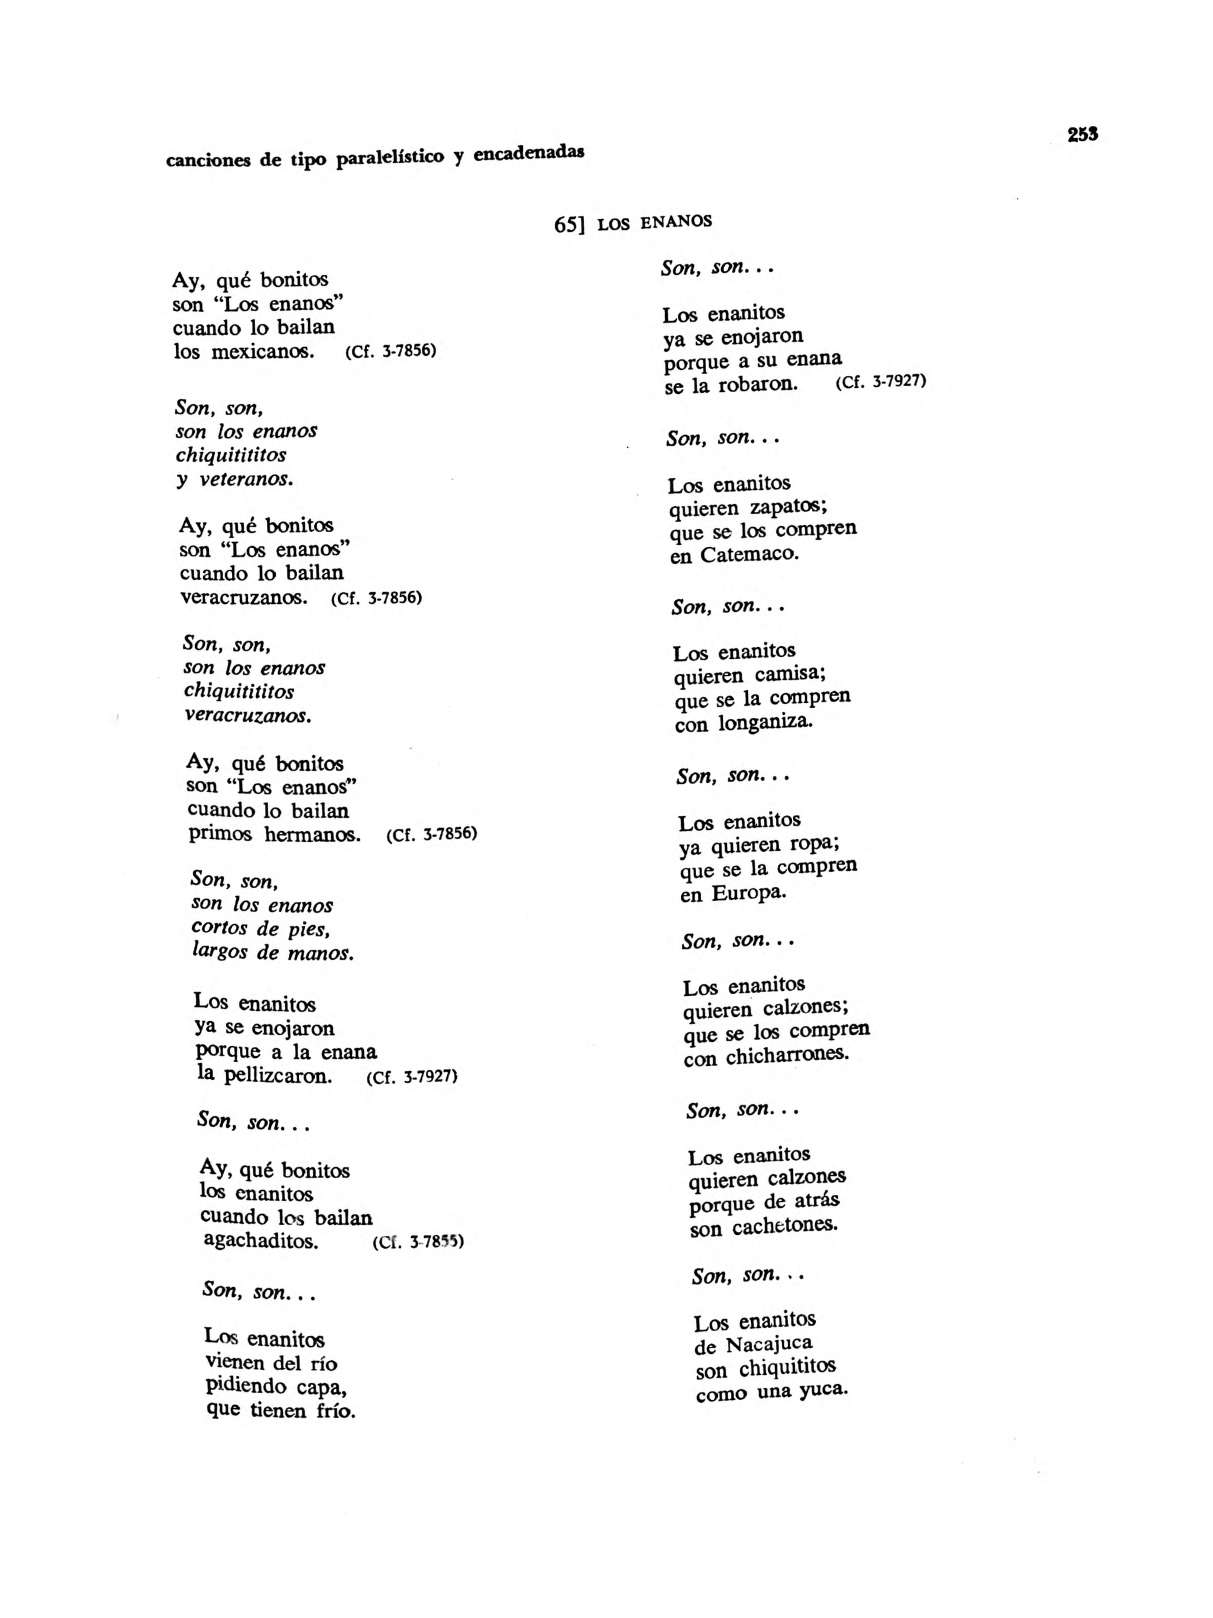 253
canciones de tipo paralelístico y encadenadas
65] LOS ENANOS
Ay, qué bonitos
son “Los enanos”
cuando lo bailan
los mexicanos. (Cf. 3-7856)
Son, son,
son los enanos
chiquitititos
y veteranos.
Ay, qué bonitos
son “Los enanos”
cuando lo bailan
veracruzanos. (Cf. 3-7856)
Son, son,
son los enanos
chiquitititos
veracruzanos.
Ay, qué bonitos
son “Los enanos”
cuando lo bailan
primos hermanos. (Cf. 3-7856)
Son, son,
son los enanos
cortos de pies,
largos de manos.
Los enanitos
ya se enojaron
porque a la enana
la pellizcaron. (Cf. 3-7927)
Son, son. . .
Ay, qué bonitos
los enanitos
cuando los bailan
agachaditos. (Cf. 3-7855)
Son, son. . .
Los enanitos
vienen del río
pidiendo capa,
que tienen frío.
Son, son. . .
Los enanitos
ya se enojaron
porque a su enana
se la robaron. (Cf. 3-7927)
Son, son. . .
Los enanitos
quieren zapatos;
que se los compren
en Catemaco.
Son, son. . .
Los enanitos
quieren camisa;
que se la compren
con longaniza.
Son, son. . .
Los enanitos
ya quieren ropa;
que se la compren
en Europa.
Son, son. . .
Los enanitos
quieren calzones;
que se los compren
con chicharrones.
Son, son. . .
Los enanitos
quieren calzones
porque de atrás
son cachetones.
Son, son. . .
Los enanitos
de Nacajuca
son chiquititos
como una yuca.